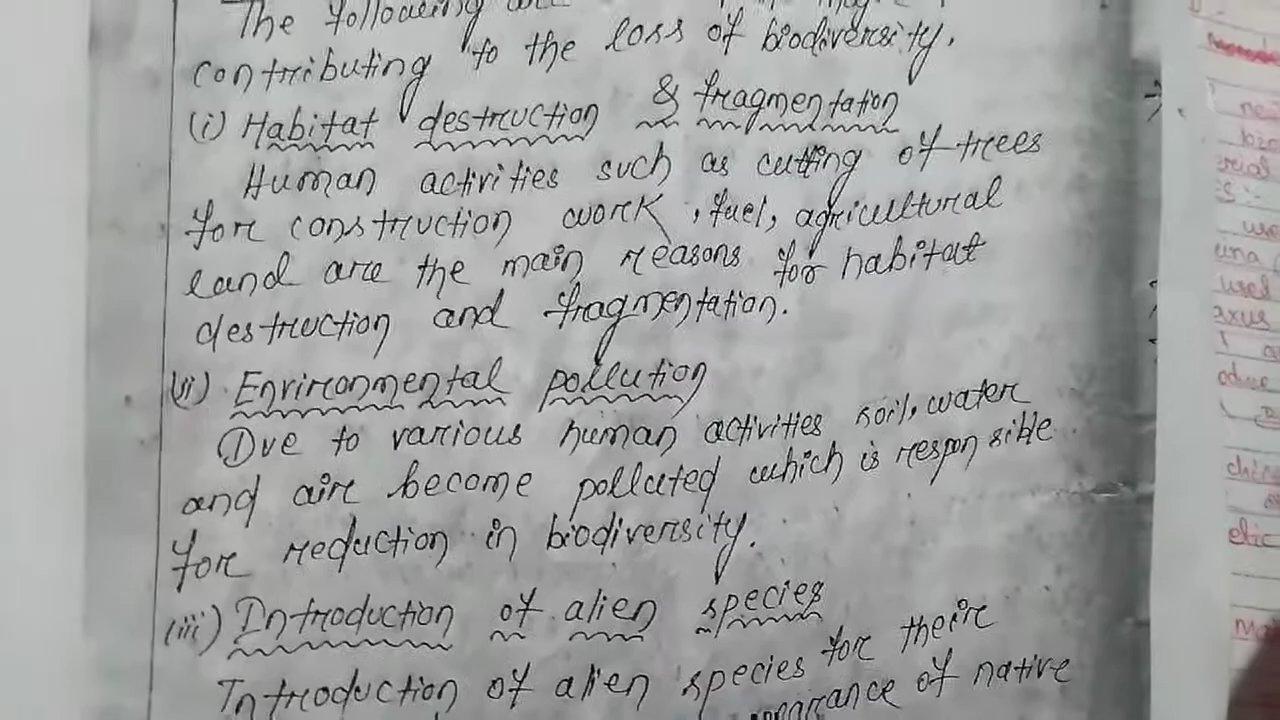 The following
contributing to the loss of biodiversity.
(i) Habitat destruction & fragmentation
Human activities such as cutting of trees
for construction work, fuel, agricultural
land are the main reasons for habitat
destruction and fragmentation.
(ii) Environmental pollution
Due to various human activities soil, water
and air become polluted which is responsible
for reduction in biodiversity.
(iii) Introduction of alien species
Introduction of alien species for their
of native
used
axus